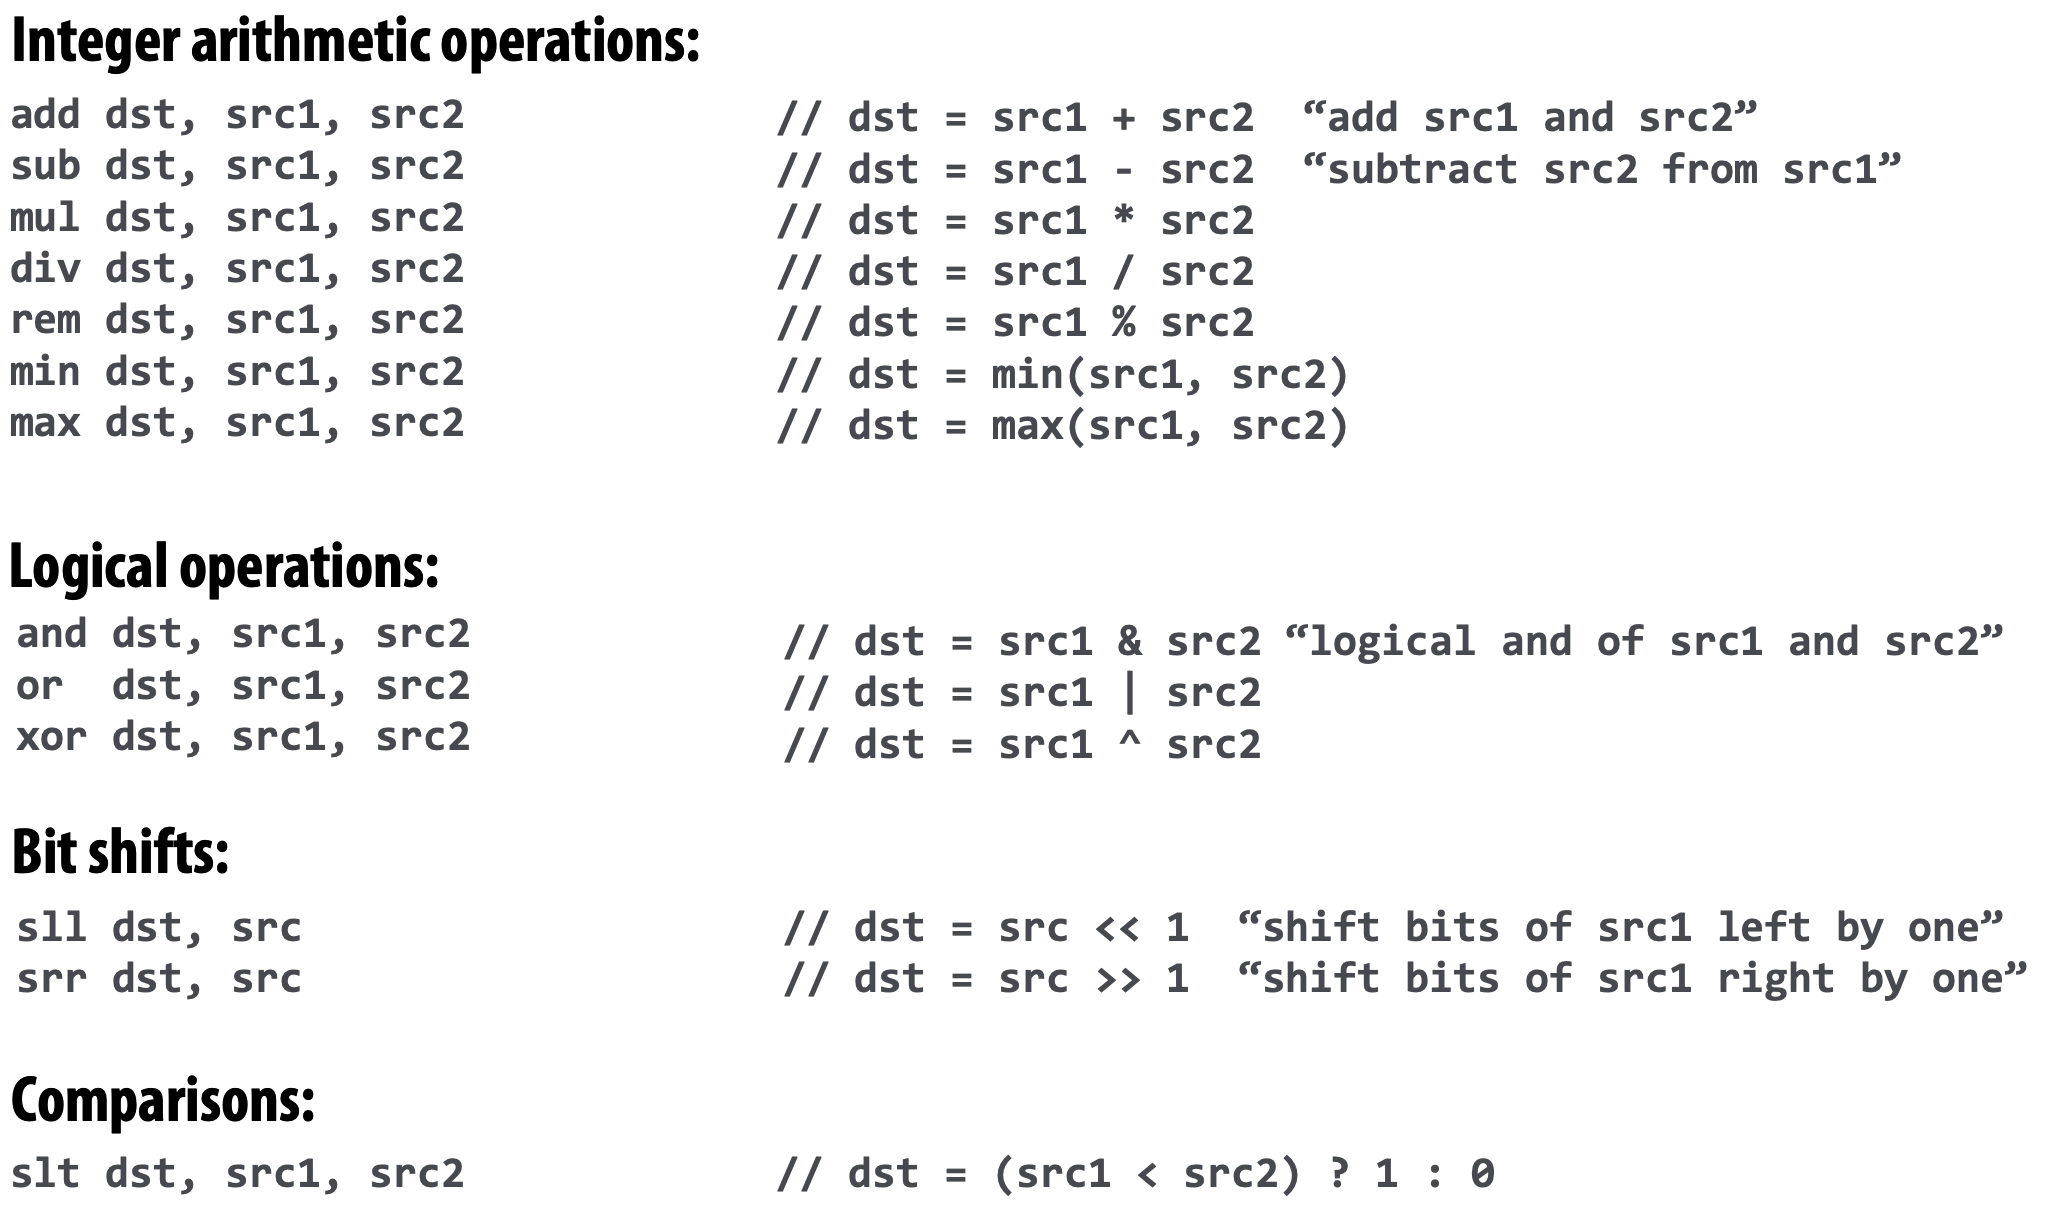 Integer arithmetic operations:
add dst, src1, src2 // dst = src1 + src2 “add src1 and src2”
sub dst, src1, src2 // dst = src1 - src2 “subtract src2 from src1”
mul dst, src1, src2 // dst = src1 * src2
div dst, src1, src2 // dst = src1 / src2
rem dst, src1, src2 // dst = src1 % src2
min dst, src1, src2 // dst = min(src1, src2)
max dst, src1, src2 // dst = max(src1, src2)
Logical operations:
and dst, src1, src2 // dst = src1 & src2 “logical and of src1 and src2”
or  dst, src1, src2 // dst = src1 | src2
xor dst, src1, src2 // dst = src1 ^ src2
Bit shifts:
sll dst, src // dst = src << 1 “shift bits of src1 left by one”
srr dst, src // dst = src >> 1 “shift bits of src1 right by one”
Comparisons:
slt dst, src1, src2 // dst = (src1 < src2) ? 1 : 0